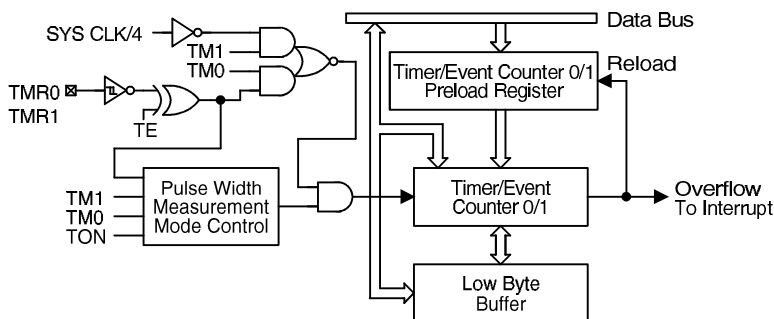 SYS CLK/4
TM1
TM0
TMR0
TMR1
TE
Data Bus
Timer/Event Counter 0/1
Preload Register
Reload
TM1
TM0
TON
Pulse Width
Measurement
Mode Control
Timer/Event
Counter 0/1
Overflow
To Interrupt
Low Byte
Buffer